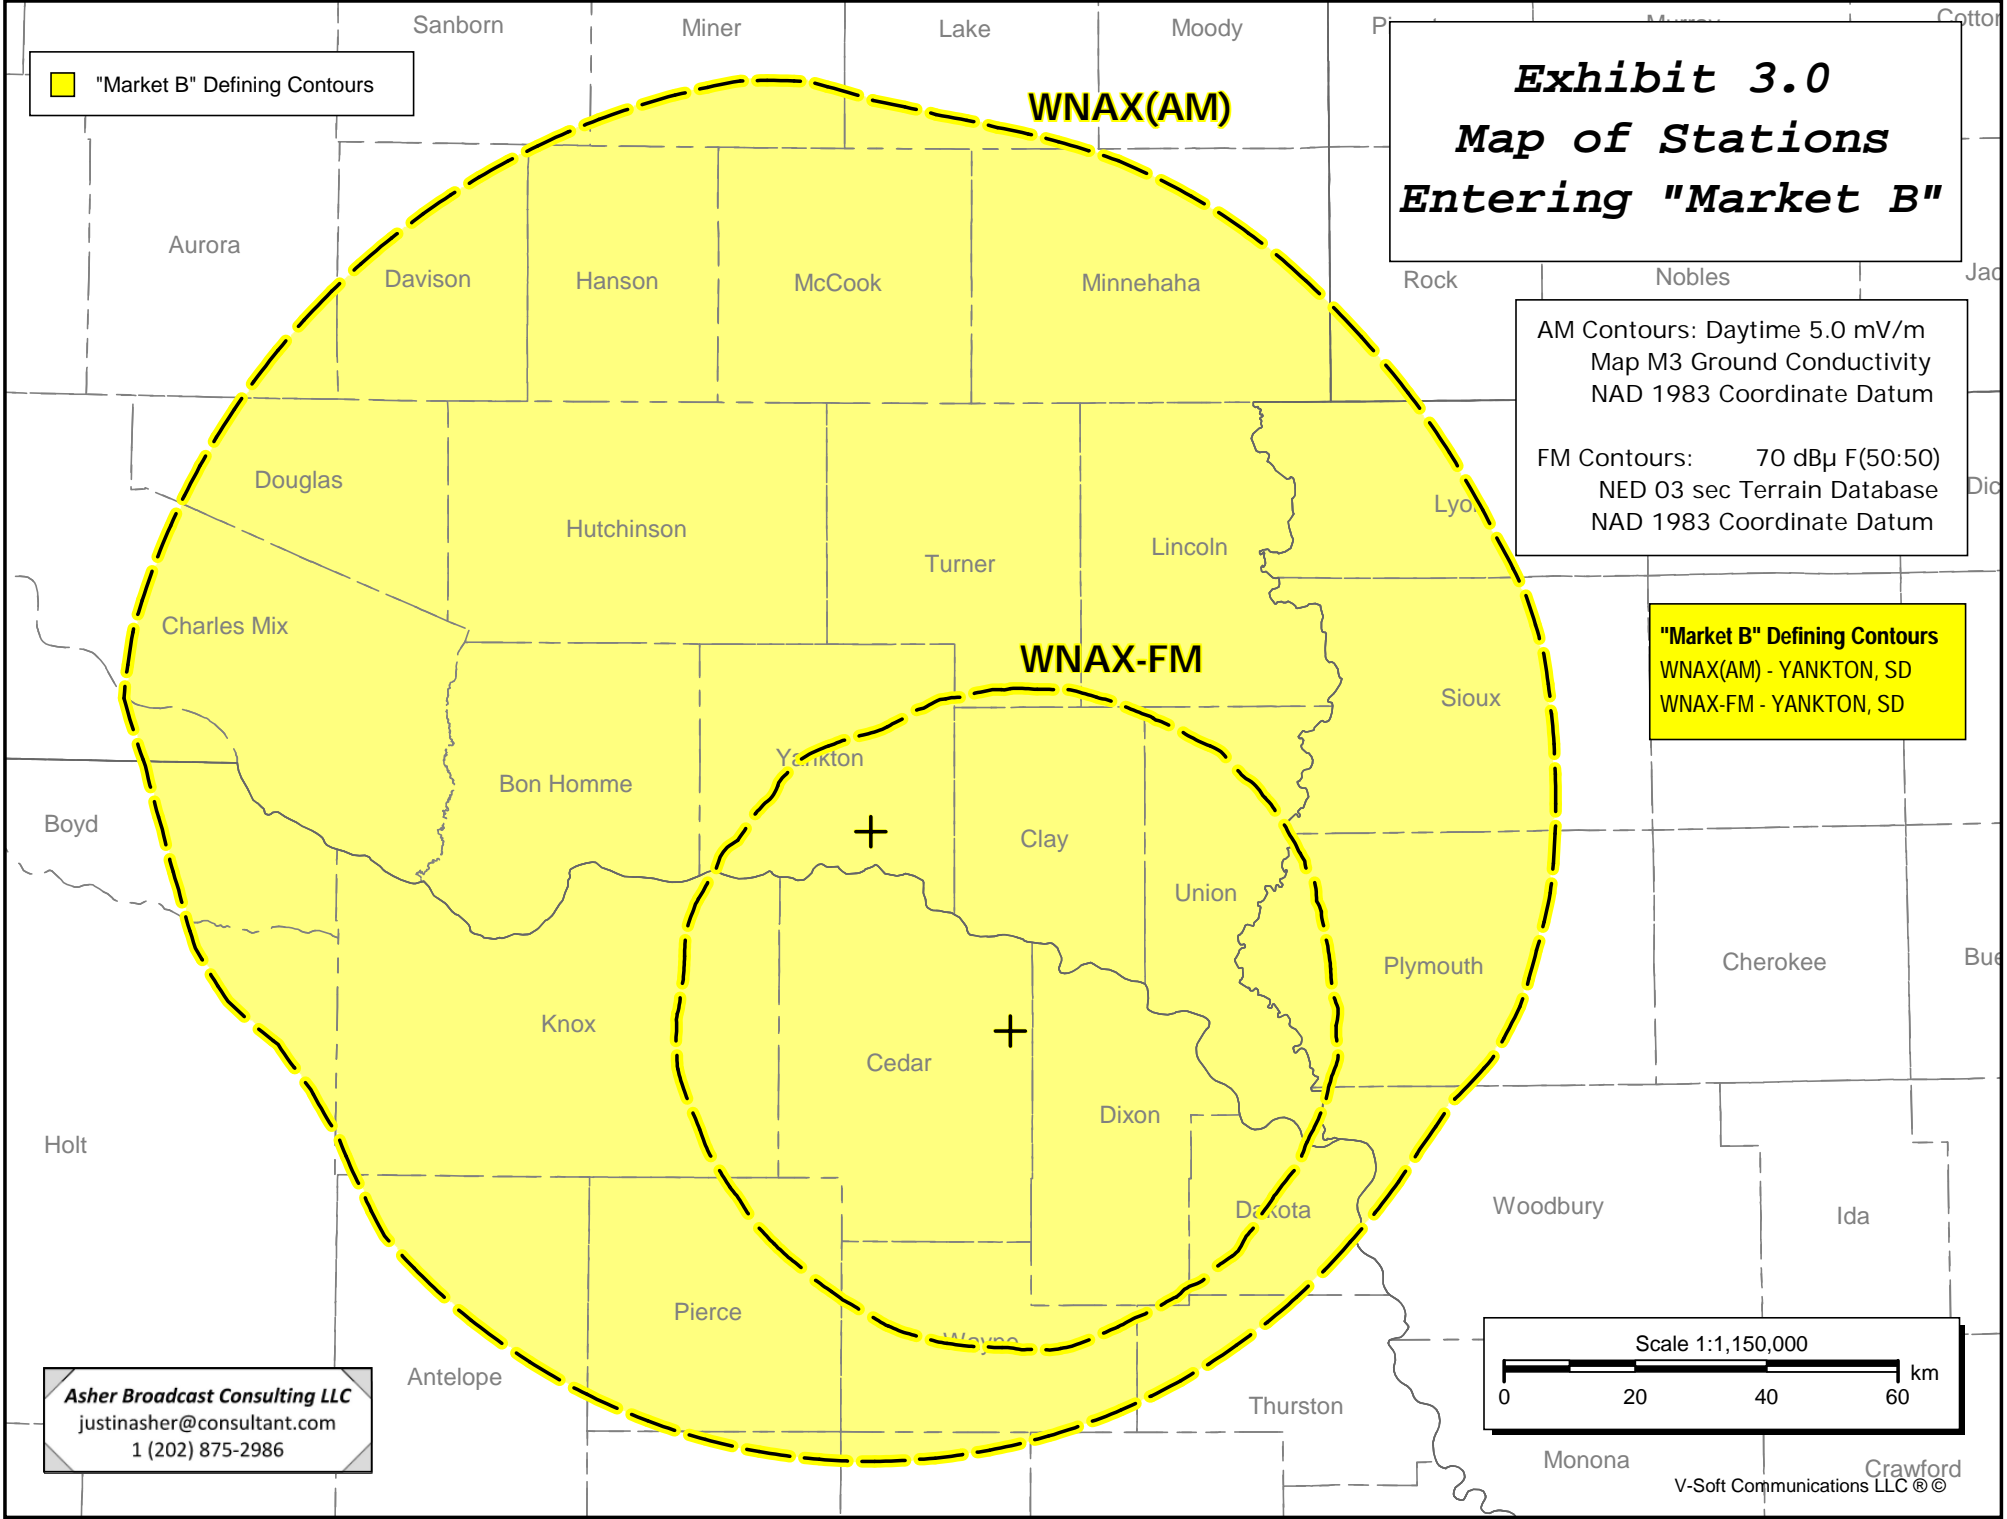 Sanborn
Miner
Lake
Moody
"Market B" Defining Contours
WNAX(AM)
Exhibit 3.0
Map of Stations
Entering "Market B"
Aurora
Davison
Hanson
McCook
Minnehaha
Rock
Nobles
AM Contours: Daytime 5.0 mV/m
Map M3 Ground Conductivity
NAD 1983 Coordinate Datum
FM Contours: 70 dBµ F(50:50)
NED 03 sec Terrain Database
NAD 1983 Coordinate Datum
Douglas
Hutchinson
Turner
Lincoln
Charles Mix
WNAX-FM
"Market B" Defining Contours
WNAX(AM) - YANKTON, SD
WNAX-FM - YANKTON, SD
Sioux
Yankton
Bon Homme
Boyd
Clay
Union
Plymouth
Cherokee
Knox
Cedar
Dixon
Holt
Dakota
Woodbury
Ida
Pierce
Wayne
Antelope
Thurston
Scale 1:1,150,000
km
0 20 40 60
Asher Broadcast Consulting LLC
justinasher@consultant.com
1 (202) 875-2986
Monona
Crawford
V-Soft Communications LLC ® ©